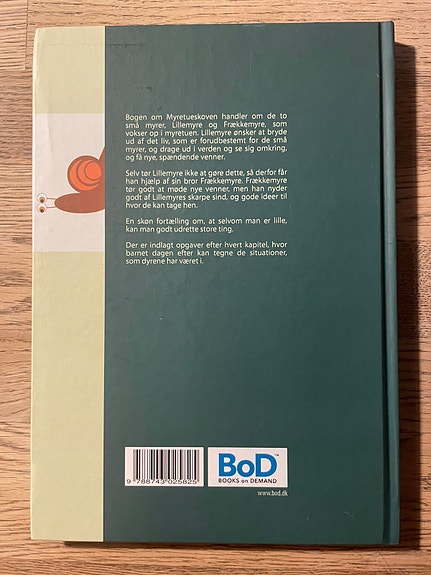 Bogen om Myretueskoven handler om de to
små myrer, Lillemyre og Frækkemyre, som
vokser op i myretuen. Lillemyre ønsker at bryde
ud af det liv, som er forudbestemt for de små
myrer, og drage ud i verden og se sig omkring,
og få nye, spændende venner.
Selv tør Lillemyre ikke at gøre dette, så derfor får
han hjælp af sin bror Frækkemyre. Frækkemyre
tør godt at møde nye venner, men han nyder
godt af Lillemyres skarpe sind, og gode ideer til
hvor de kan tage hen.
En skøn fortælling om, at selvom man er lille,
kan man godt udrette store ting.
Der er indlagt opgaver efter hvert kapitel, hvor
barnet dagen efter kan tegne de situationer,
som dyrene har været i.
9 788743 025825
BoD™
BOOKS on DEMAND
www.bod.dk